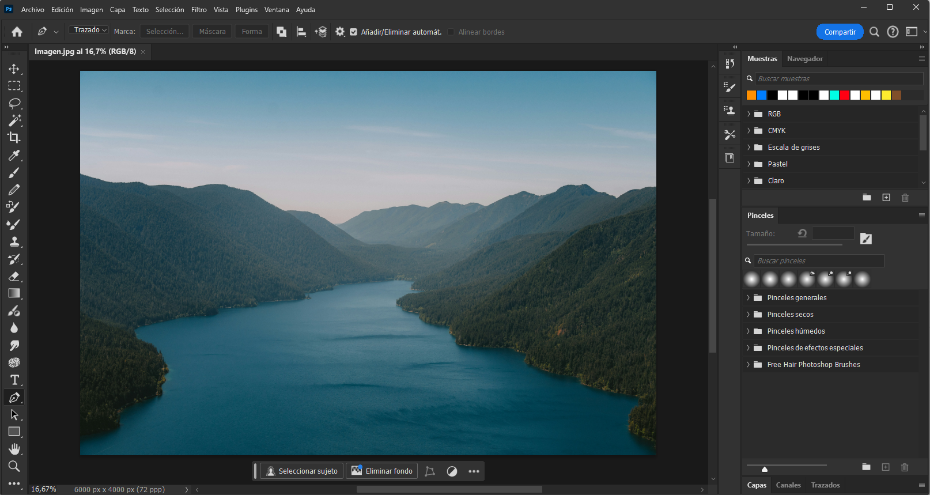 Ps Archivo Edición Imagen Capa Texto Selección Filtro Vista Plugins Ventana Ayuda
Trazado Marca: Selección... Máscara Forma Añadir/Eliminar automát. Alinear bordes Compartir
Imagen.jpg al 16,7% (RGB/8) ×
Muestras Navegador
Buscar muestras
RGB
CMYK
Escala de grises
Pastel
Claro
Pinceles
Tamaño:
Buscar pinceles
Pinceles generales
Pinceles secos
Pinceles húmedos
Pinceles de efectos especiales
Free Hair Photoshop Brushes
Seleccionar sujeto Eliminar fondo
Capas Canales Trazados
16,67% 6000 px x 4000 px (72 ppp)